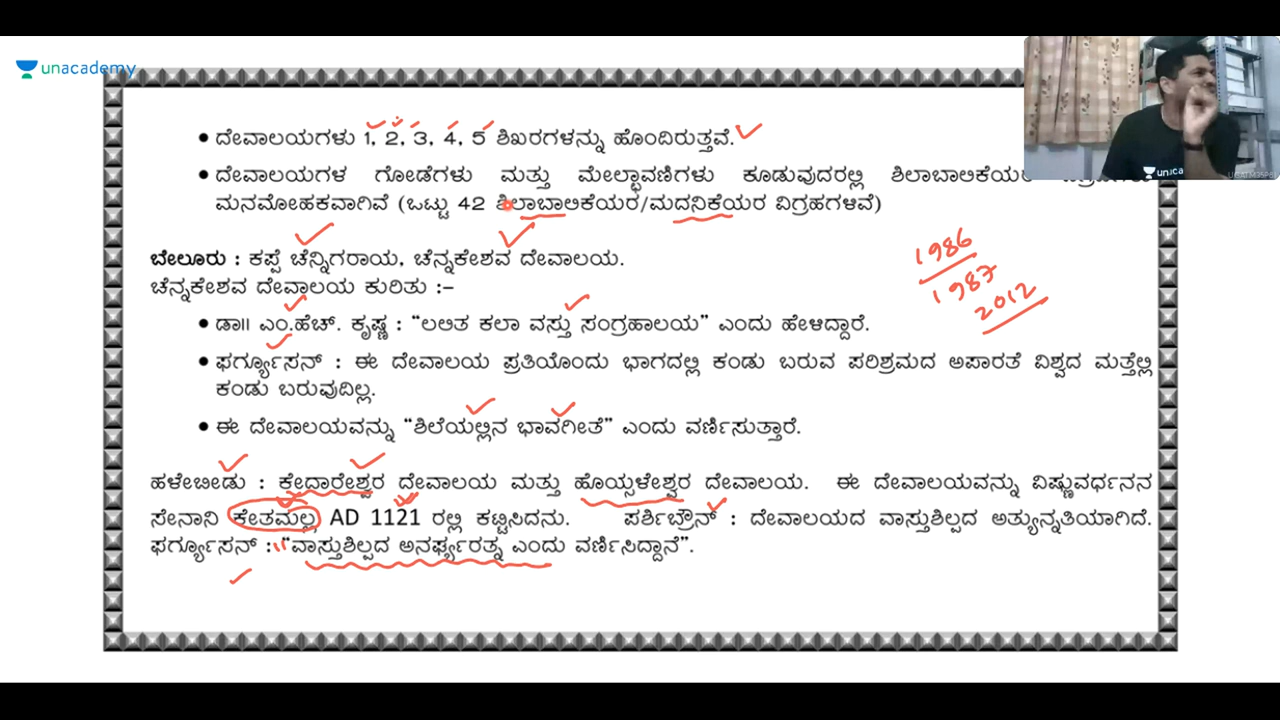 unacademy
• ದೇವಾಲಯಗಳು 1, 2, 3, 4, 5 ಶಿಖರಗಳನ್ನು ಹೊಂದಿರುತ್ತವೆ.
• ದೇವಾಲಯಗಳ ಗೋಡೆಗಳು ಮತ್ತು ಮೇಲ್ಛಾವಣಿಗಳು ಕೂಡುವುದರಲ್ಲಿ ಶಿಲಾಬಾಲಿಕೆಯರ
ಮನಮೋಹಕವಾಗಿವೆ (ಒಟ್ಟು 42 ಶಿಲಾಬಾಲಿಕೆಯರ/ಮದನಿಕೆಯರ ವಿಗ್ರಹಗಳಿವೆ)
ಬೇಲೂರು : ಕಪ್ಪೆ ಚೆನ್ನಿಗರಾಯ, ಚೆನ್ನಕೇಶವ ದೇವಾಲಯ.
ಚೆನ್ನಕೇಶವ ದೇವಾಲಯ ಕುರಿತು :–
• ಡಾ॥ ಎಂ.ಹೆಚ್. ಕೃಷ್ಣ : “ಲಲಿತ ಕಲಾ ವಸ್ತು ಸಂಗ್ರಹಾಲಯ” ಎಂದು ಹೇಳಿದ್ದಾರೆ.
• ಫರ್ಗ್ಯೂಸನ್ : ಈ ದೇವಾಲಯ ಪ್ರತಿಯೊಂದು ಭಾಗದಲ್ಲಿ ಕಂಡು ಬರುವ ಪರಿಶ್ರಮದ ಅಪಾರತೆ ವಿಶ್ವದ ಮತ್ತೆಲ್ಲಿ
ಕಂಡು ಬರುವುದಿಲ್ಲ.
• ಈ ದೇವಾಲಯವನ್ನು “ಶಿಲೆಯಲ್ಲಿನ ಭಾವಗೀತೆ” ಎಂದು ವರ್ಣಿಸುತ್ತಾರೆ.
ಹಳೇಬೀಡು : ಕೇದಾರೇಶ್ವರ ದೇವಾಲಯ ಮತ್ತು ಹೊಯ್ಸಳೇಶ್ವರ ದೇವಾಲಯ. ಈ ದೇವಾಲಯವನ್ನು ವಿಷ್ಣುವರ್ಧನನ
ಸೇನಾನಿ ಕೇತಮಲ್ಲ AD 1121 ರಲ್ಲಿ ಕಟ್ಟಿಸಿದನು. ಪರ್ಶಿಬ್ರೌನ್ : ದೇವಾಲಯದ ವಾಸ್ತುಶಿಲ್ಪದ ಅತ್ಯುನ್ನತಿಯಾಗಿದೆ.
ಫರ್ಗ್ಯೂಸನ್ : “ವಾಸ್ತುಶಿಲ್ಪದ ಅನರ್ಘ್ಯರತ್ನ ಎಂದು ವರ್ಣಿಸಿದ್ದಾನೆ”.
1986
1987
2012